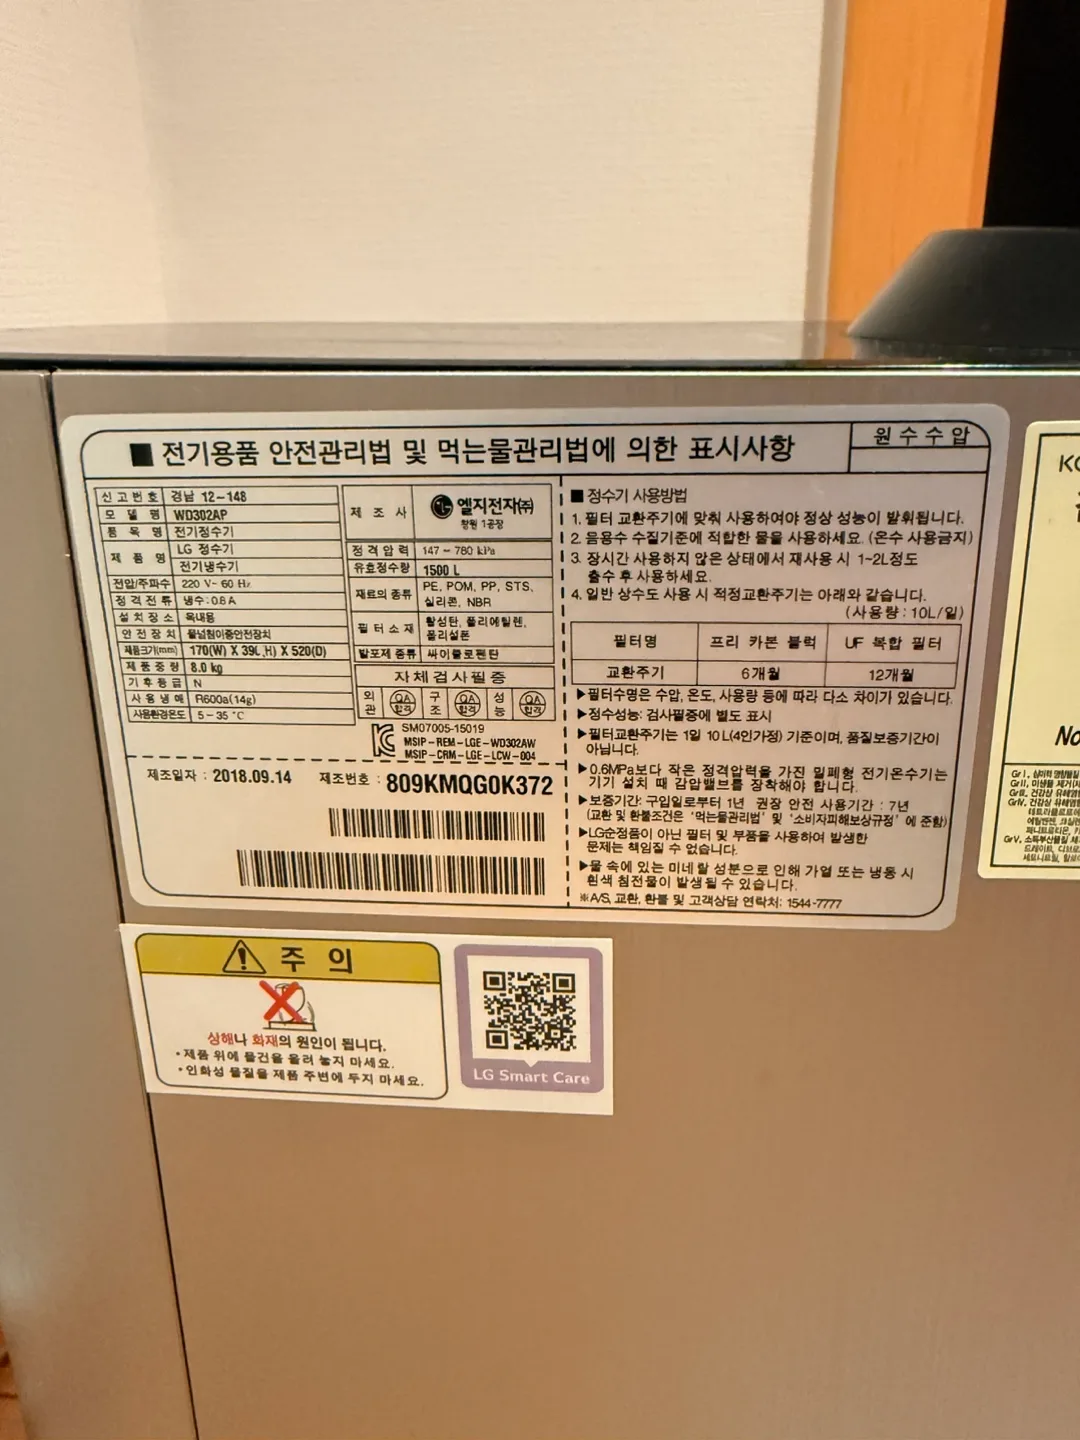 ■ 전기용품 안전관리법 및 먹는물관리법에 의한 표시사항
원수수압
신고번호 경남 12-148
모델명 WD302AP
품목명 전기정수기
제품명 LG 정수기
전기냉수기
전압/주파수 220 V~ 60 Hz
정격전류 냉수:0.8 A
설치장소 옥내용
안전장치 물넘침이중안전장치
제품크기(mm) 170(W) X 390(H) X 520(D)
제품중량 8.0 kg
기후등급 N
사용냉매 R600a(14g)
사용환경온도 5 - 35 ℃
제조사 LG 엘지전자㈜
창원 1공장
정격압력 147 - 780 kPa
유효정수량 1500 L
재료의 종류 PE, POM, PP, STS,
실리콘, NBR
필터소재 활성탄, 폴리에틸렌,
폴리설폰
발포제 종류 싸이클로펜탄
자체검사필증
외관 QA 합격 구조 QA 합격 성능 QA 합격
SM07005-15019
MSIP-REM-LGE-WD302AW
MSIP-CRM-LGE-LCW-004
제조일자 : 2018.09.14 제조번호 : 809KMQG0K372
■ 정수기 사용방법
1. 필터 교환주기에 맞춰 사용하여야 정상 성능이 발휘됩니다.
2. 음용수 수질기준에 적합한 물을 사용하세요. (온수 사용금지)
3. 장시간 사용하지 않은 상태에서 재사용 시 1~2L정도
출수 후 사용하세요.
4. 일반 상수도 사용 시 적정교환주기는 아래와 같습니다.
(사용량 : 10L/일)
필터명 프리 카본 블럭 UF 복합 필터
교환주기 6개월 12개월
▶필터수명은 수압, 온도, 사용량 등에 따라 다소 차이가 있습니다.
▶정수성능: 검사필증에 별도 표시
▶필터교환주기는 1일 10L(4인가정) 기준이며, 품질보증기간이
아닙니다.
▶0.6MPa보다 작은 정격압력을 가진 밀폐형 전기온수기는
기기 설치 때 감압밸브를 장착해야 합니다.
▶보증기간: 구입일로부터 1년 권장 안전 사용기간 : 7년
(교환 및 환불조건은 '먹는물관리법' 및 '소비자피해보상규정' 에 준함)
▶LG순정품이 아닌 필터 및 부품을 사용하여 발생한
문제는 책임질 수 없습니다.
▶물 속에 있는 미네랄 성분으로 인해 가열 또는 냉동 시
흰색 침전물이 발생될 수 있습니다.
※A/S, 교환, 환불 및 고객상담 연락처: 1544-7777
주 의
상해나 화재의 원인이 됩니다.
• 제품 위에 물건을 올려 놓지 마세요.
• 인화성 물질을 제품 주변에 두지 마세요.
LG Smart Care
KC
No